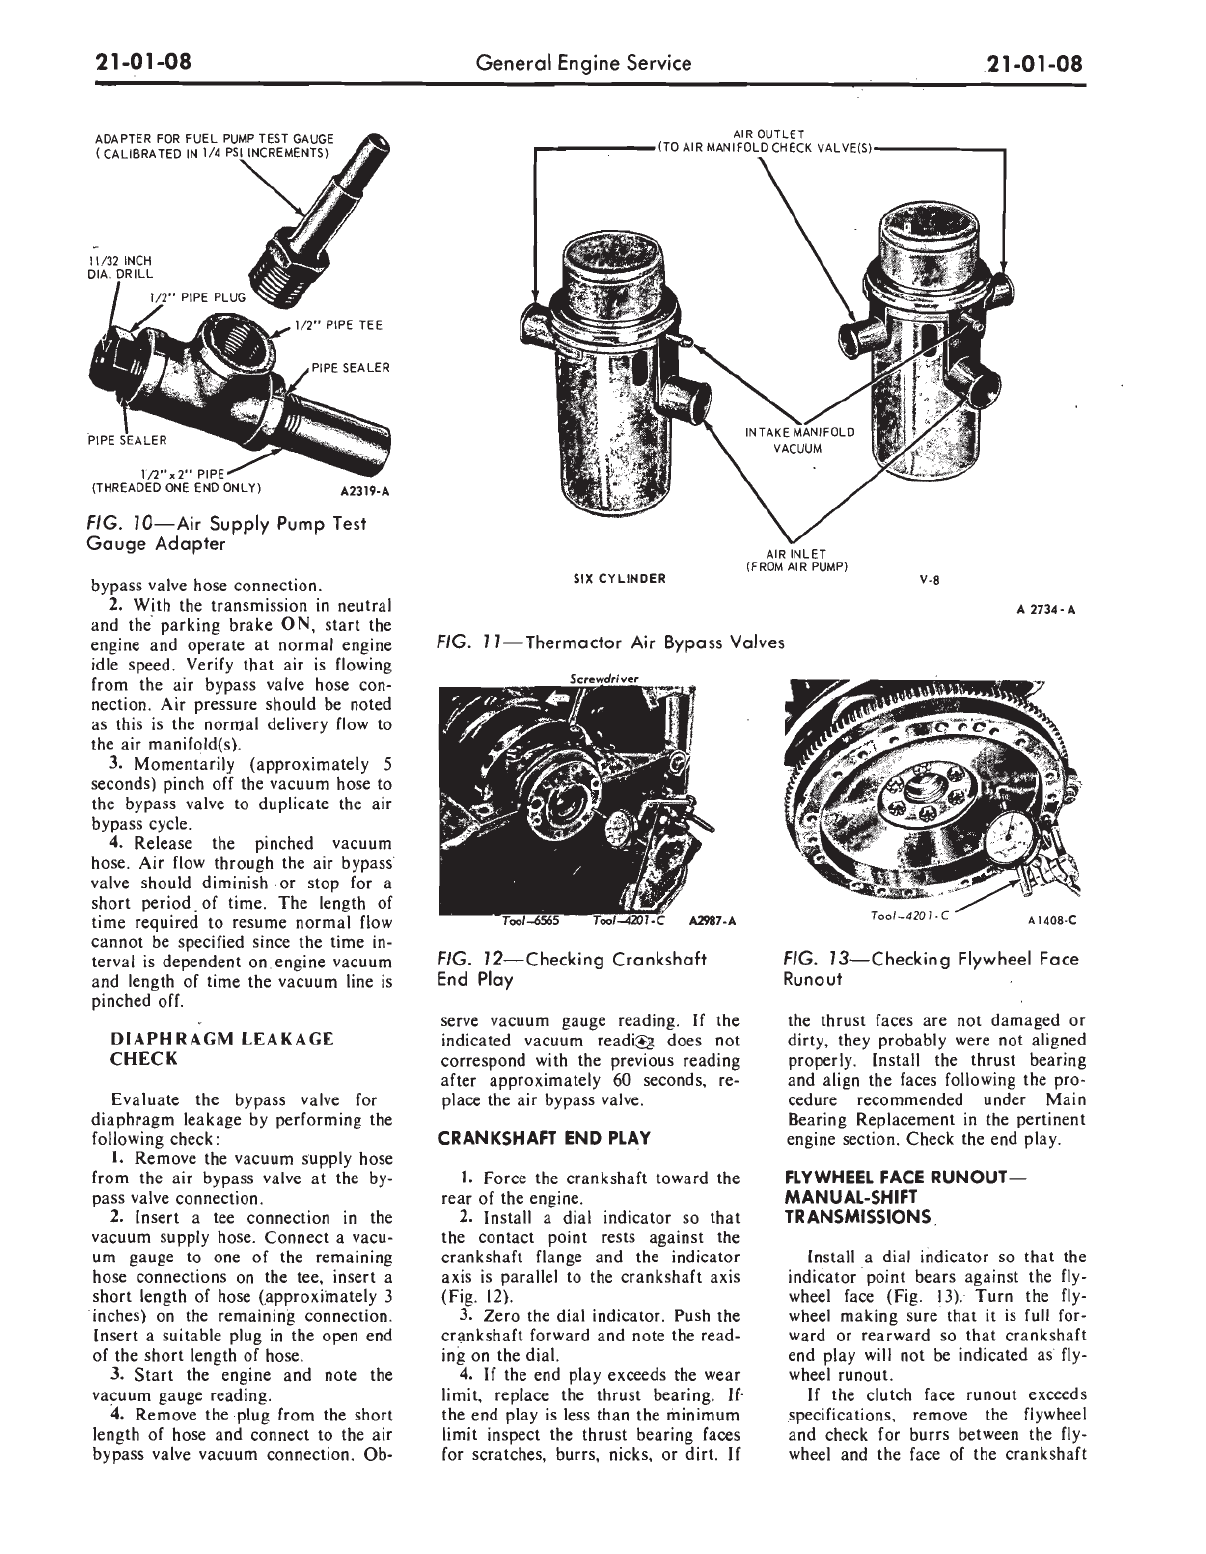 21-01-08
General Engine Service
21-01-08
ADAPTER FOR FUEL PUMP TEST GAUGE
(CALIBRATED IN 1/4 PSI INCREMENTS)
11/32 INCH
DIA. DRILL
1/2" PIPE PLUG
1/2" PIPE TEE
PIPE SEALER
PIPE SEALER
1/2"x2" PIPE
(THREADED ONE END ONLY)
A2319-A
FIG. 10—Air Supply Pump Test
Gauge Adapter
AIR OUTLET
(TO AIR MANIFOLD CHECK VALVE(S)
INTAKE MANIFOLD
VACUUM
AIR INLET
(FROM AIR PUMP)
SIX CYLINDER
V-8
A 2734-A
FIG. 11—Thermactor Air Bypass Valves
bypass valve hose connection.
2. With the transmission in neutral
and the parking brake ON, start the
engine and operate at normal engine
idle speed. Verify that air is flowing
from the air bypass valve hose con-
nection. Air pressure should be noted
as this is the normal delivery flow to
the air manifold(s).
3. Momentarily (approximately 5
seconds) pinch off the vacuum hose to
the bypass valve to duplicate the air
bypass cycle.
4. Release the pinched vacuum
hose. Air flow through the air bypass
valve should diminish or stop for a
short period of time. The length of
time required to resume normal flow
cannot be specified since the time in-
terval is dependent on engine vacuum
and length of time the vacuum line is
pinched off.
DIAPHRAGM LEAKAGE
CHECK
Evaluate the bypass valve for
diaphragm leakage by performing the
following check:
1. Remove the vacuum supply hose
from the air bypass valve at the by-
pass valve connection.
2. Insert a tee connection in the
vacuum supply hose. Connect a vacu-
um gauge to one of the remaining
hose connections on the tee, insert a
short length of hose (approximately 3
inches) on the remaining connection.
Insert a suitable plug in the open end
of the short length of hose.
3. Start the engine and note the
vacuum gauge reading.
4. Remove the plug from the short
length of hose and connect to the air
bypass valve vacuum connection. Ob-
Screwdriver
Tool-6565
Tool-4201-C
A2987-A
FIG. 12—Checking Crankshaft
End Play
serve vacuum gauge reading. If the
indicated vacuum does not
correspond with the previous reading
after approximately 60 seconds, re-
place the air bypass valve.
CRANKSHAFT END PLAY
1. Force the crankshaft toward the
rear of the engine.
2. Install a dial indicator so that
the contact point rests against the
crankshaft flange and the indicator
axis is parallel to the crankshaft axis
(Fig. 12).
3. Zero the dial indicator. Push the
crankshaft forward and note the read-
ing on the dial.
4. If the end play exceeds the wear
limit, replace the thrust bearing. If
the end play is less than the minimum
limit inspect the thrust bearing faces
for scratches, burrs, nicks, or dirt. If
Tool-4201-C
A1408-C
FIG. 13—Checking Flywheel Face
Runout
the thrust faces are not damaged or
dirty, they probably were not aligned
properly. Install the thrust bearing
and align the faces following the pro-
cedure recommended under Main
Bearing Replacement in the pertinent
engine section. Check the end play.
FLYWHEEL FACE RUNOUT—
MANUAL-SHIFT
TRANSMISSIONS
Install a dial indicator so that the
indicator point bears against the fly-
wheel face (Fig. 13). Turn the fly-
wheel making sure that it is full for-
ward or rearward so that crankshaft
end play will not be indicated as fly-
wheel runout.
If the clutch face runout exceeds
specifications, remove the flywheel
and check for burrs between the fly-
wheel and the face of the crankshaft